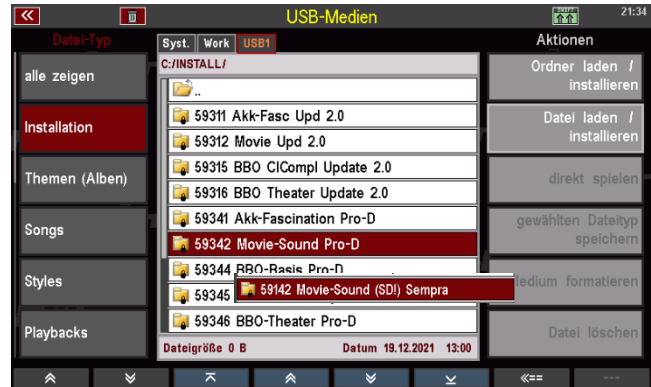 USB-Medien
21:34
Datei-Typ
alle zeigen
Installation
Themen (Alben)
Songs
Styles
Playbacks
Syst. Work USB1
C:/INSTALL/
..
59311 Akk-Fasc Upd 2.0
59312 Movie Upd 2.0
59315 BBO ClCompl Update 2.0
59316 BBO Theater Update 2.0
59341 Akk-Fascination Pro-D
59342 Movie-Sound Pro-D
59344 BBO-Basis Pro-D
59345
59142 Movie-Sound (SD!) Sempra
59346 BBO-Theater Pro-D
Dateigröße 0 B Datum 19.12.2021 13:00
Aktionen
Ordner laden /
installieren
Datei laden /
installieren
direkt spielen
gewählten Dateityp
speichern
Medium formatieren
Datei löschen
«==
---